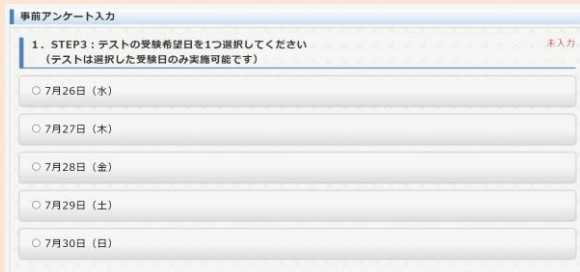 事前アンケート入力
1．STEP3：テストの受験希望日を1つ選択してください
未入力
（テストは選択した受験日のみ実施可能です）
7月26日（水）
7月27日（木）
7月28日（金）
7月29日（土）
7月30日（日）